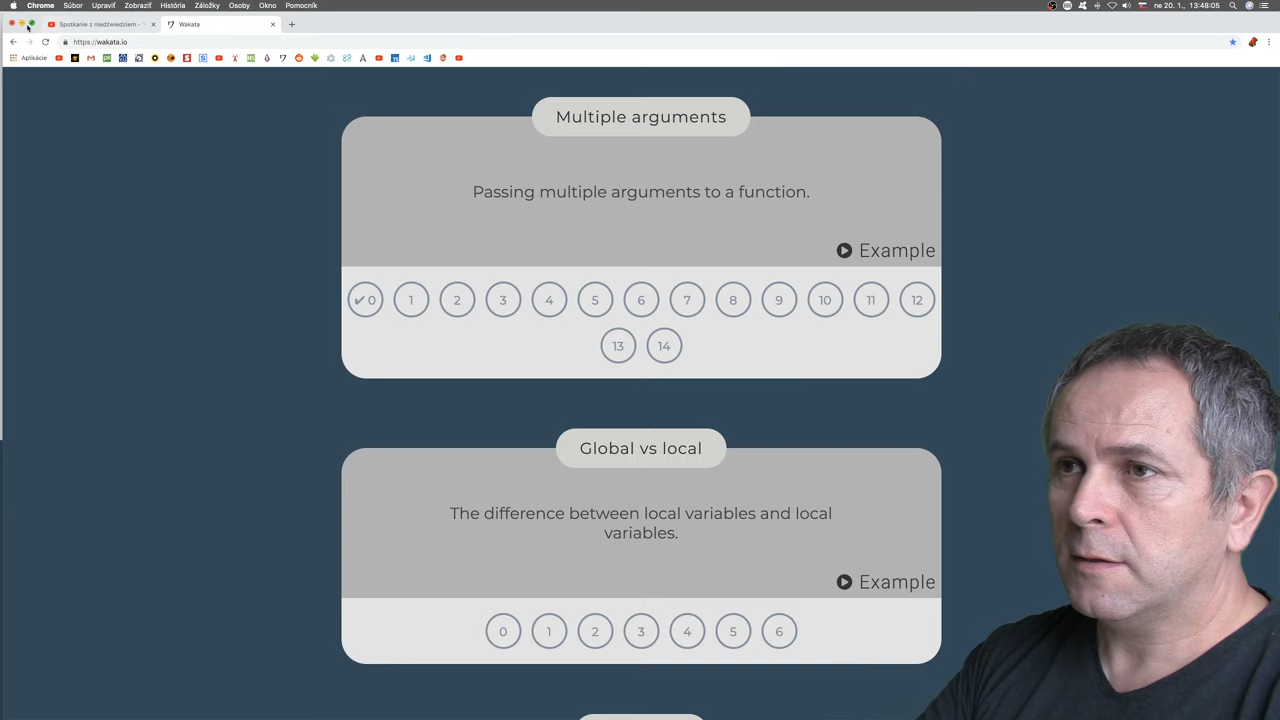 Chrome Súbor Upraviť Zobraziť História Záložky Osoby Okno Pomocník ne 20. 1., 13:48:05
Spotkanie z niedźwiedziem - Wakata
https://wakata.io
Aplikácie
Multiple arguments
Passing multiple arguments to a function.
Example
✔ 0 1 2 3 4 5 6 7 8 9 10 11 12
13 14
Global vs local
The difference between local variables and local
variables.
Example
0 1 2 3 4 5 6